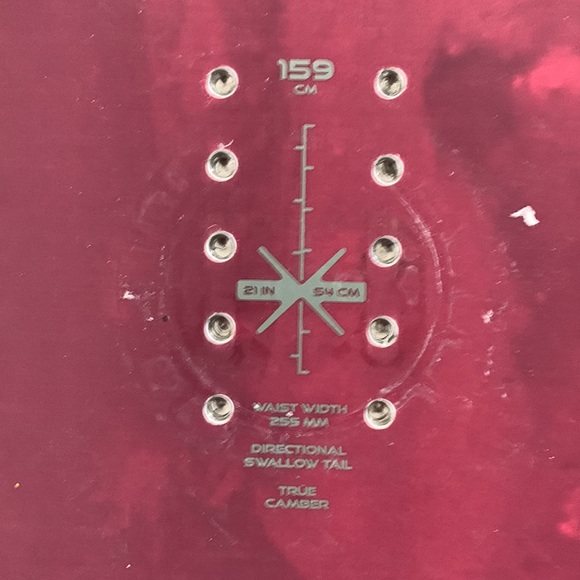 159
CM
21 IN 54 CM
WAIST WIDTH
255 MM
DIRECTIONAL
SWALLOW TAIL
TRUE
CAMBER